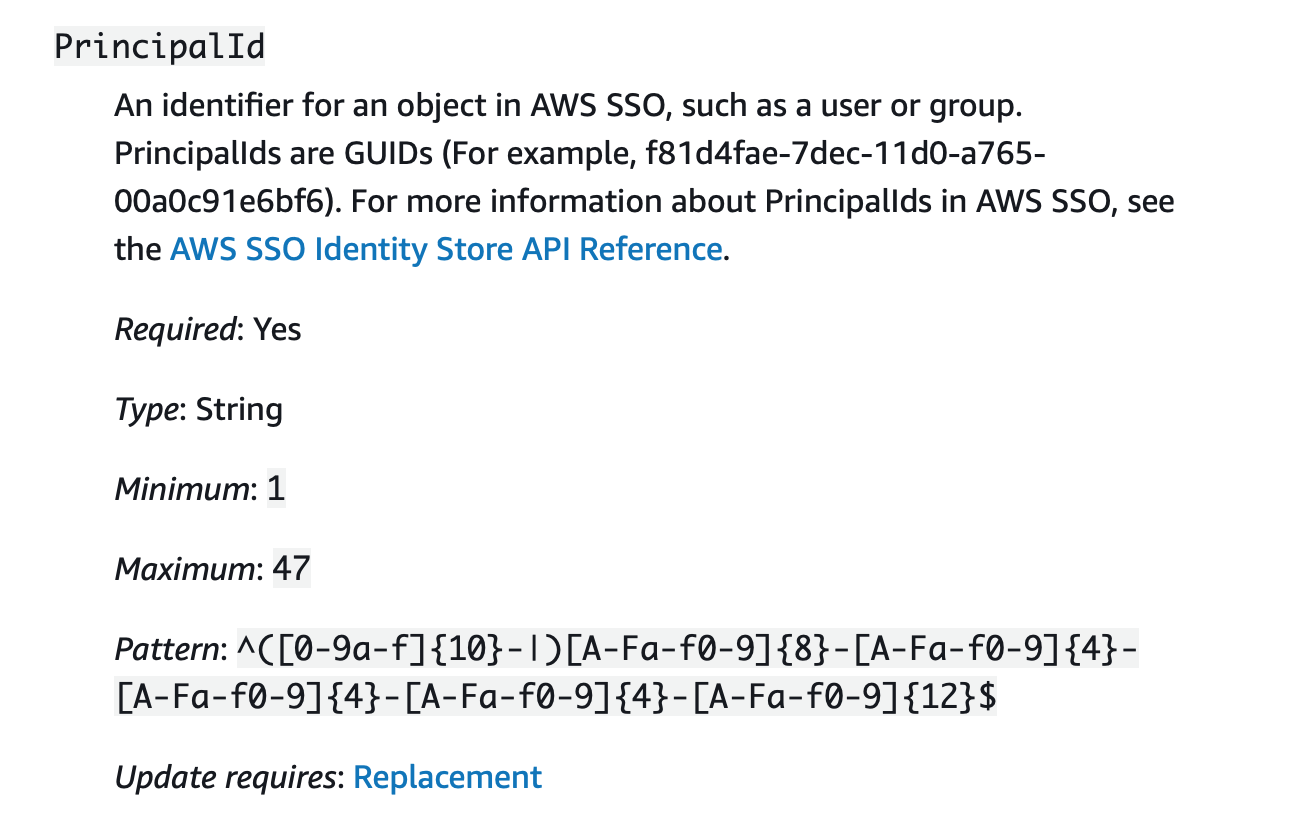 PrincipalId
An identifier for an object in AWS SSO, such as a user or group.
PrincipalIds are GUIDs (For example, f81d4fae-7dec-11d0-a765-
00a0c91e6bf6). For more information about PrincipalIds in AWS SSO, see
the AWS SSO Identity Store API Reference.
Required: Yes
Type: String
Minimum: 1
Maximum: 47
Pattern: ^([0-9a-f]{10}-|)[A-Fa-f0-9]{8}-[A-Fa-f0-9]{4}-
[A-Fa-f0-9]{4}-[A-Fa-f0-9]{4}-[A-Fa-f0-9]{12}$
Update requires: Replacement